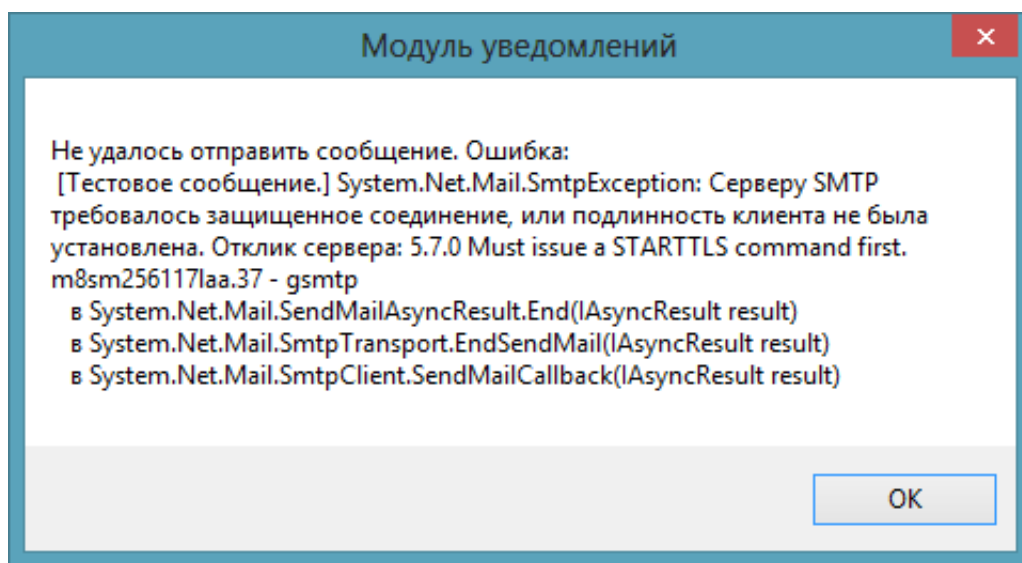 Модуль уведомлений
Не удалось отправить сообщение. Ошибка:
[Тестовое сообщение.] System.Net.Mail.SmtpException: Серверу SMTP
требовалось защищенное соединение, или подлинность клиента не была
установлена. Отклик сервера: 5.7.0 Must issue a STARTTLS command first.
m8sm256117laa.37 - gsmtp
в System.Net.Mail.SendMailAsyncResult.End(IAsyncResult result)
в System.Net.Mail.SmtpTransport.EndSendMail(IAsyncResult result)
в System.Net.Mail.SmtpClient.SendMailCallback(IAsyncResult result)
OK